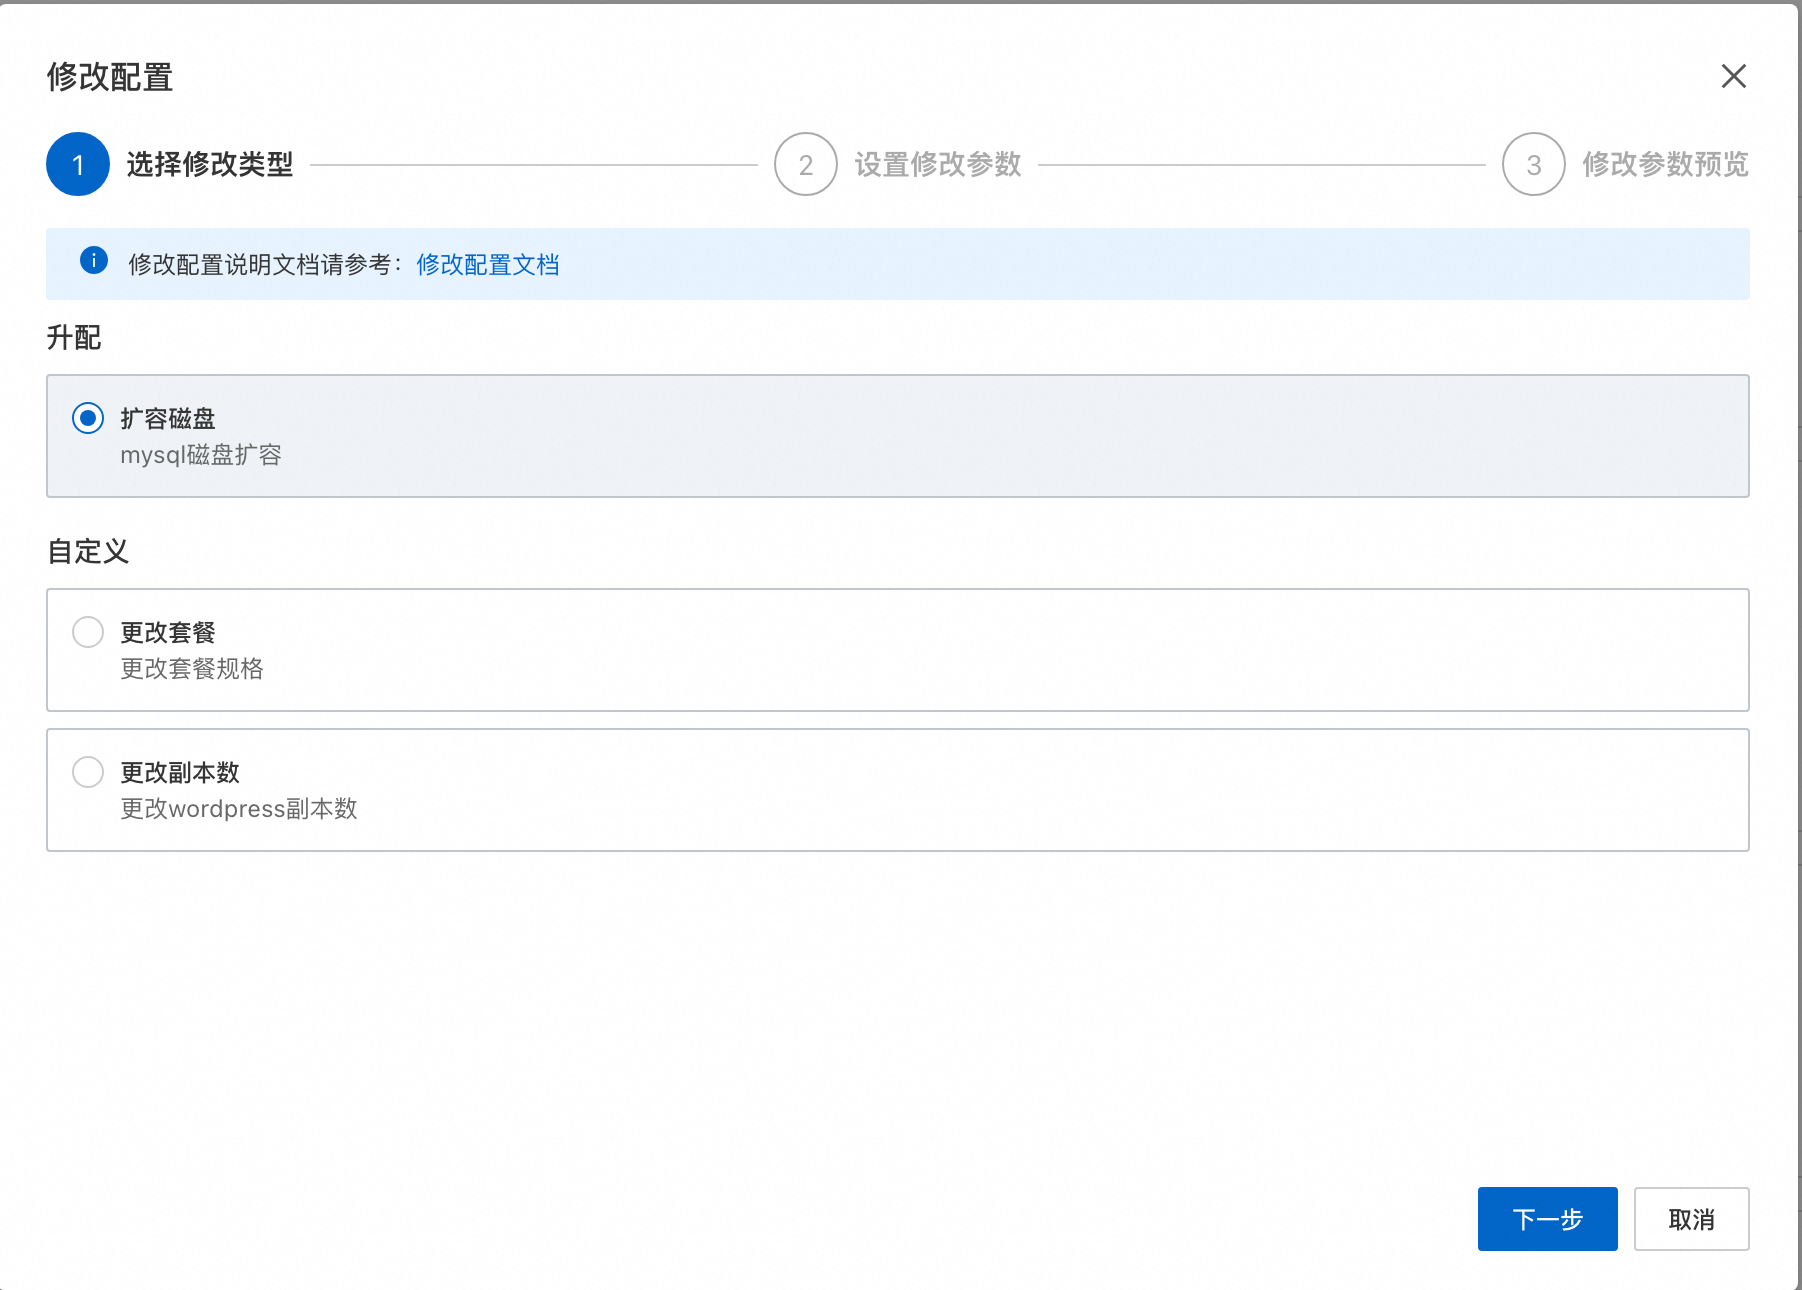 修改配置
1 选择修改类型 2 设置修改参数 3 修改参数预览
修改配置说明文档请参考：修改配置文档
升配
扩容磁盘
mysql磁盘扩容
自定义
更改套餐
更改套餐规格
更改副本数
更改wordpress副本数
下一步 取消